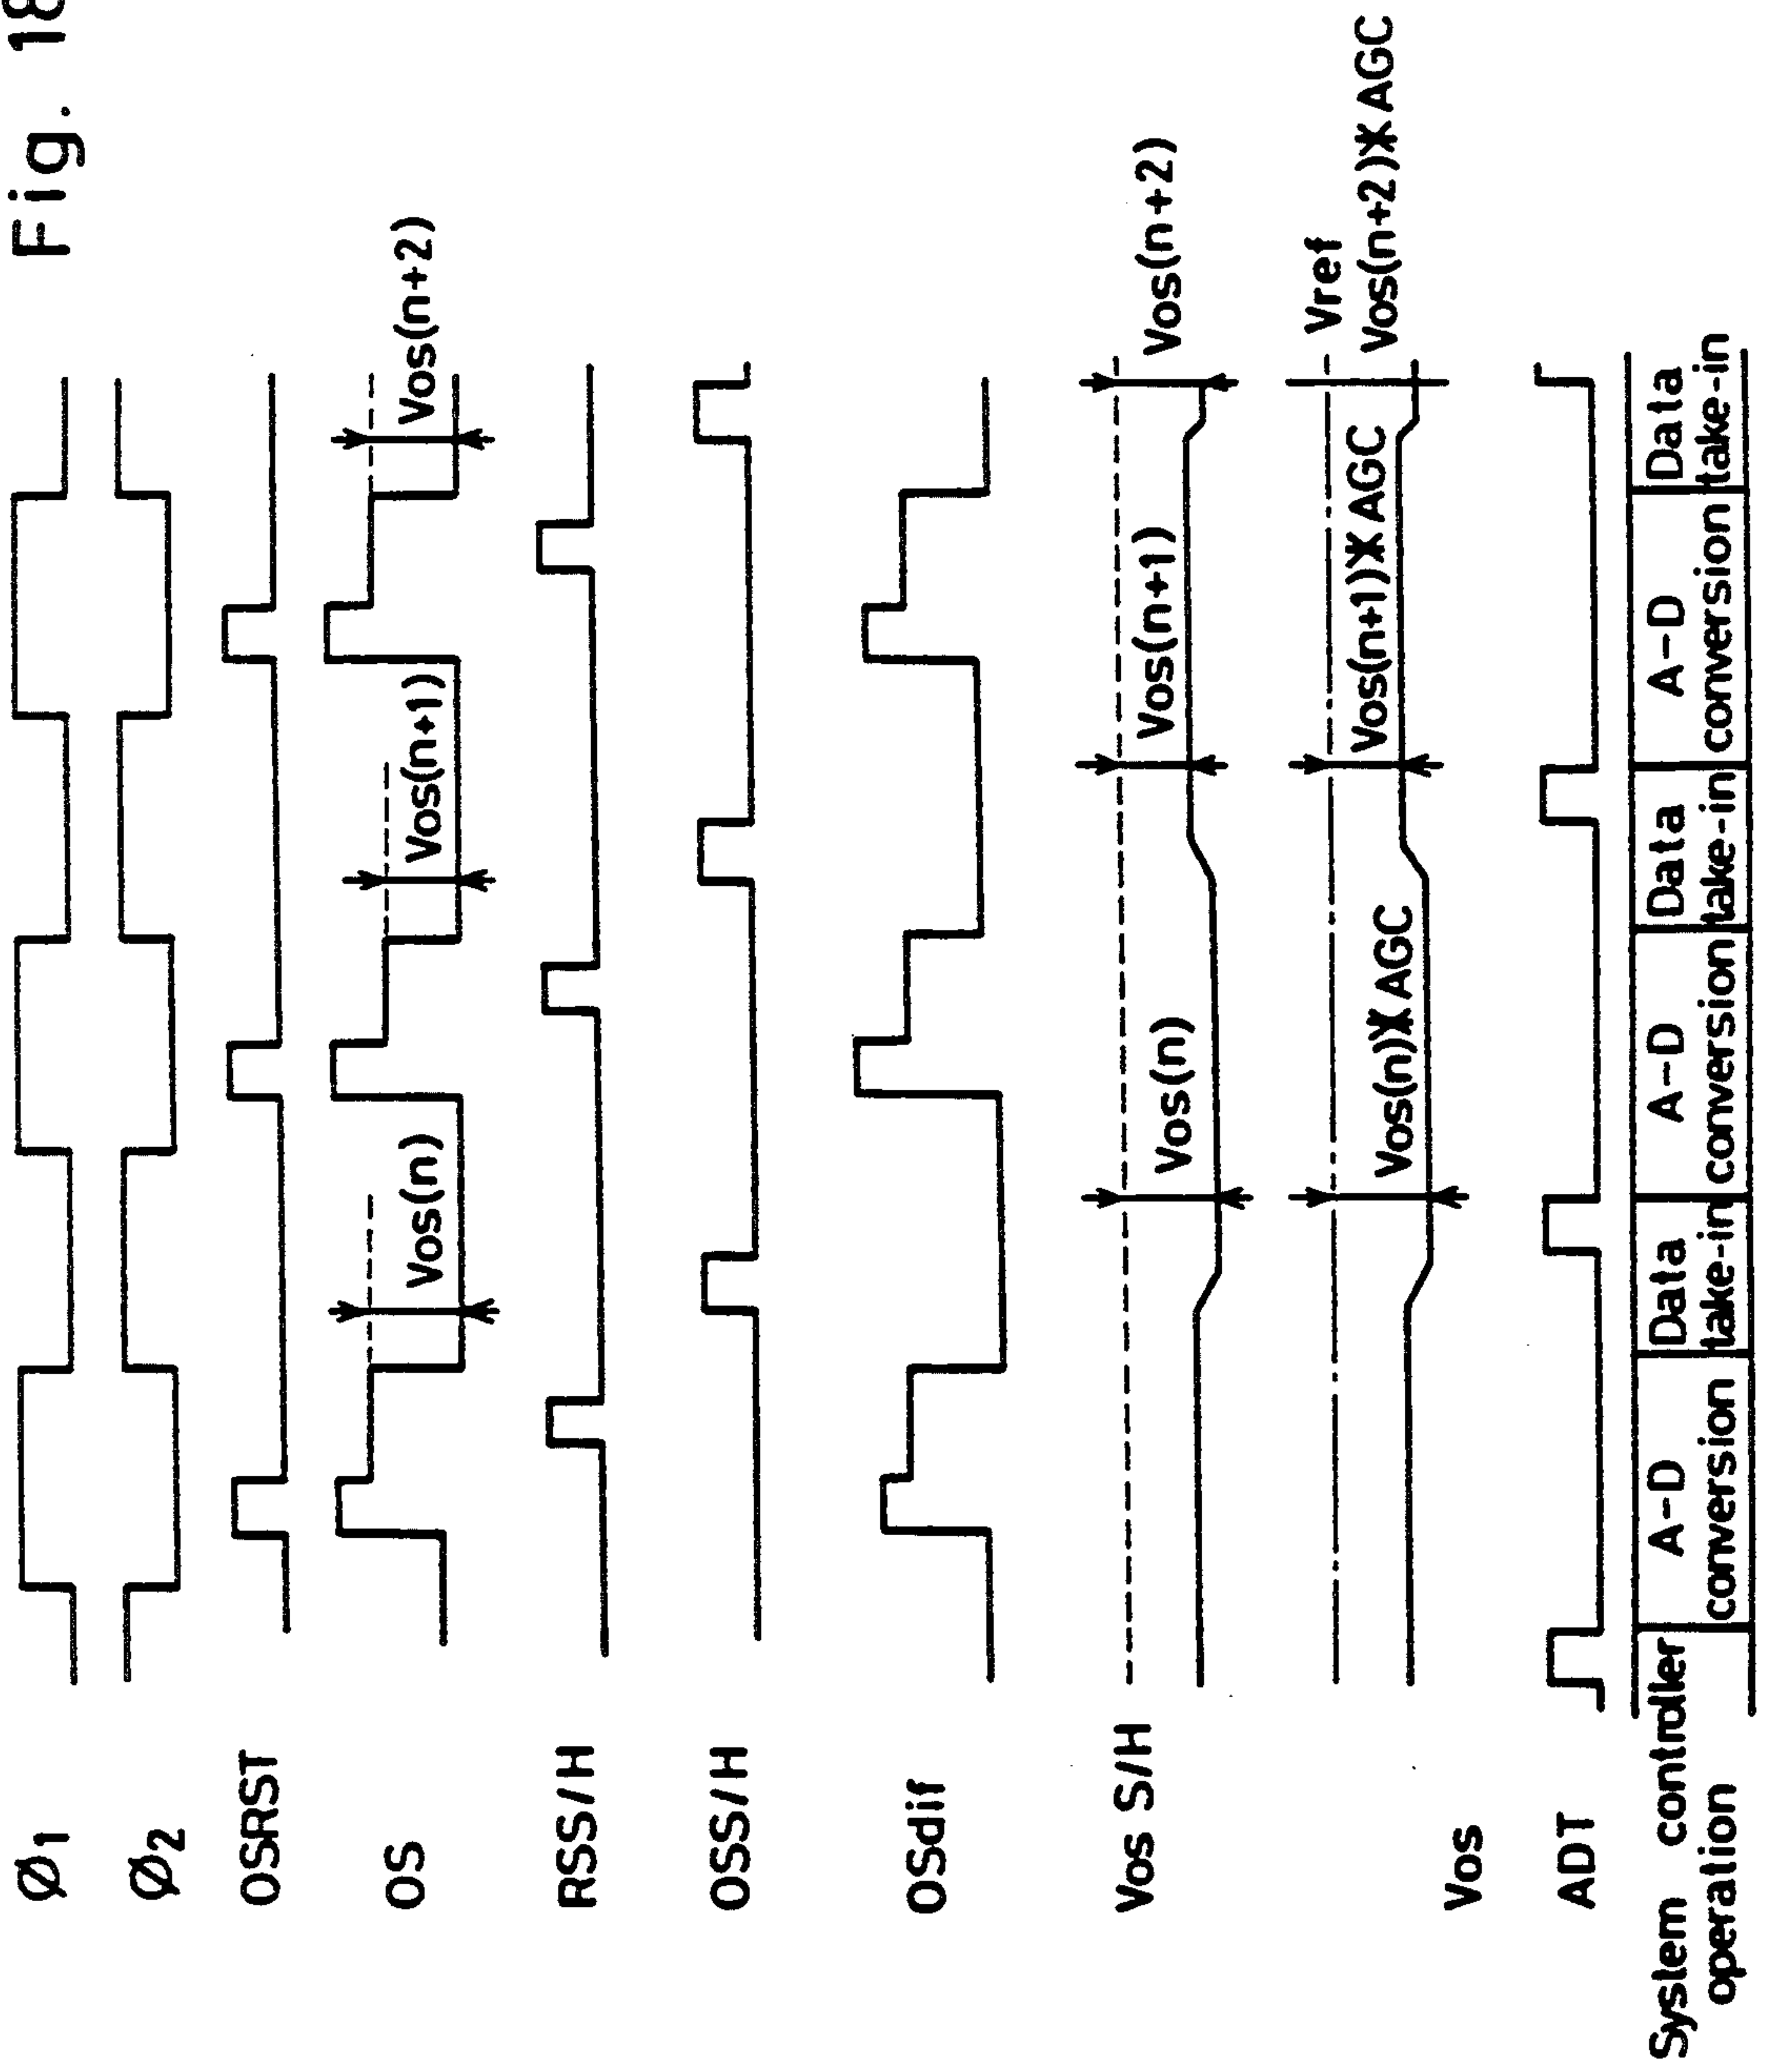 Fig. 18
Ø1
Ø2
OSRST
OS
Vos(n)
Vos(n+1)
Vos(n+2)
RSS/H
OSS/H
OSdif
Vos S/H
Vos(n)
Vos(n+1)
Vos(n+2)
Vref
Vos
Vos(n)X AGC
Vos(n+1)X AGC
Vos(n+2)X AGC
ADT
System controller
operation
A-D
conversion
Data
take-in
A-D
conversion
Data
take-in
A-D
conversion
Data
take-in